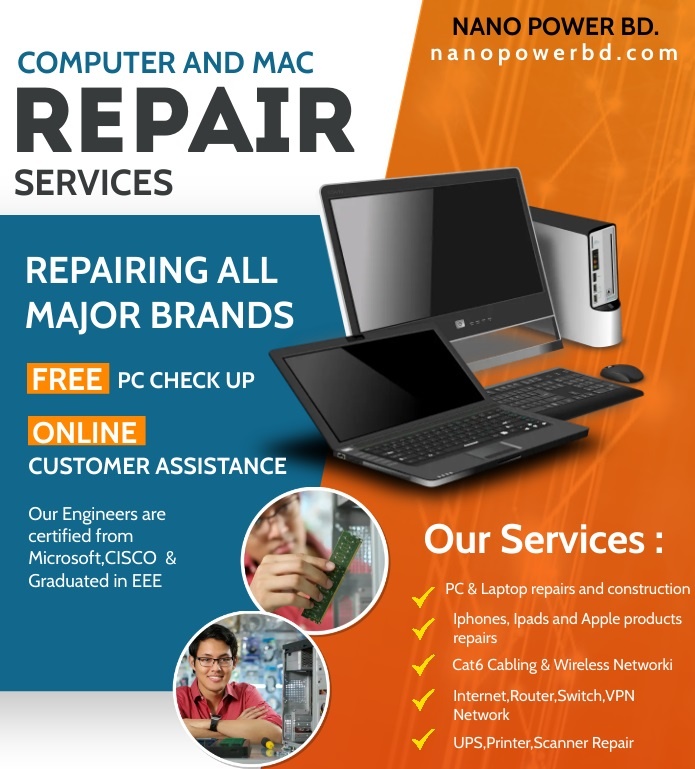 NANO POWER BD.
nanopowerbd.com
COMPUTER AND MAC
REPAIR
SERVICES
REPAIRING ALL
MAJOR BRANDS
FREE PC CHECK UP
ONLINE
CUSTOMER ASSISTANCE
Our Engineers are
certified from
Microsoft,CISCO &
Graduated in EEE
Our Services :
PC & Laptop repairs and construction
Iphones, Ipads and Apple products
repairs
Cat6 Cabling & Wireless Networki
Internet,Router,Switch,VPN
Network
UPS,Printer,Scanner Repair